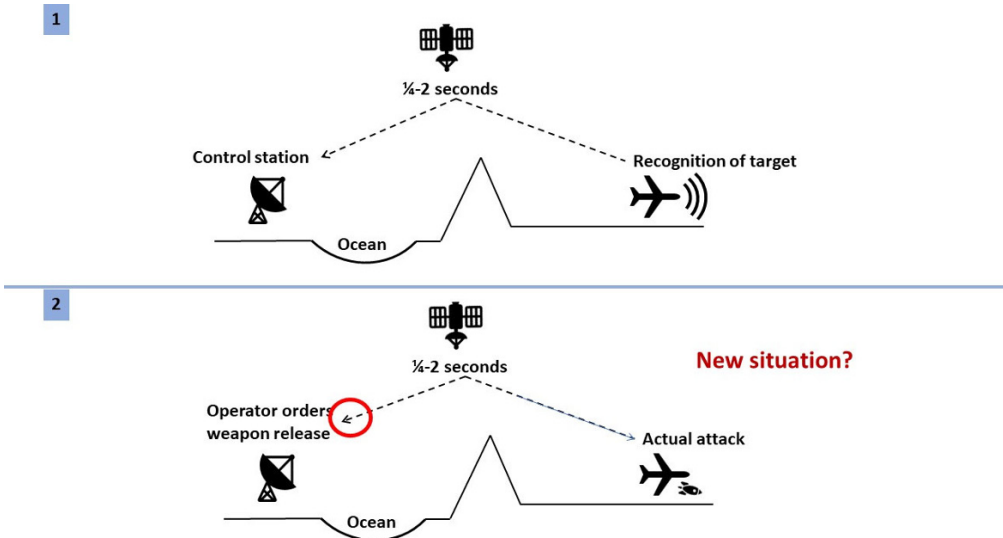 1
¼-2 seconds
Control station
Recognition of target
Ocean
2
¼-2 seconds
New situation?
Operator orders
weapon release
Actual attack
Ocean